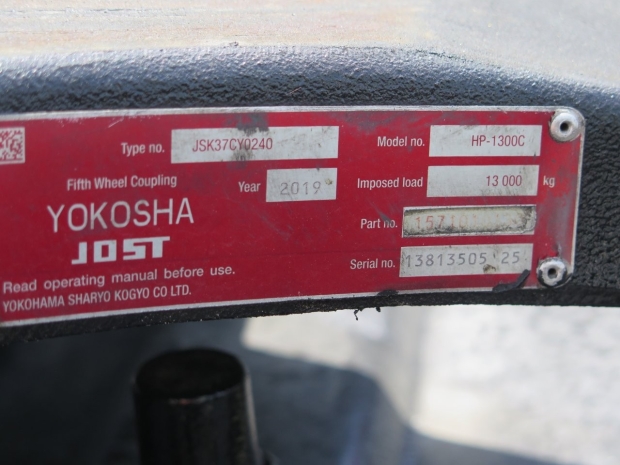 Type no. JSK37CY0240 Model no. HP-1300C
Fifth Wheel Coupling Year 2019 Imposed load 13 000 kg
YOKOSHA Part no.
JOST Serial no. 13813505 25
Read operating manual before use.
YOKOHAMA SHARYO KOGYO CO LTD.